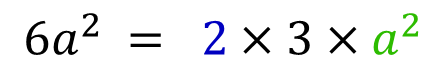 6a² = 2 × 3 × a²